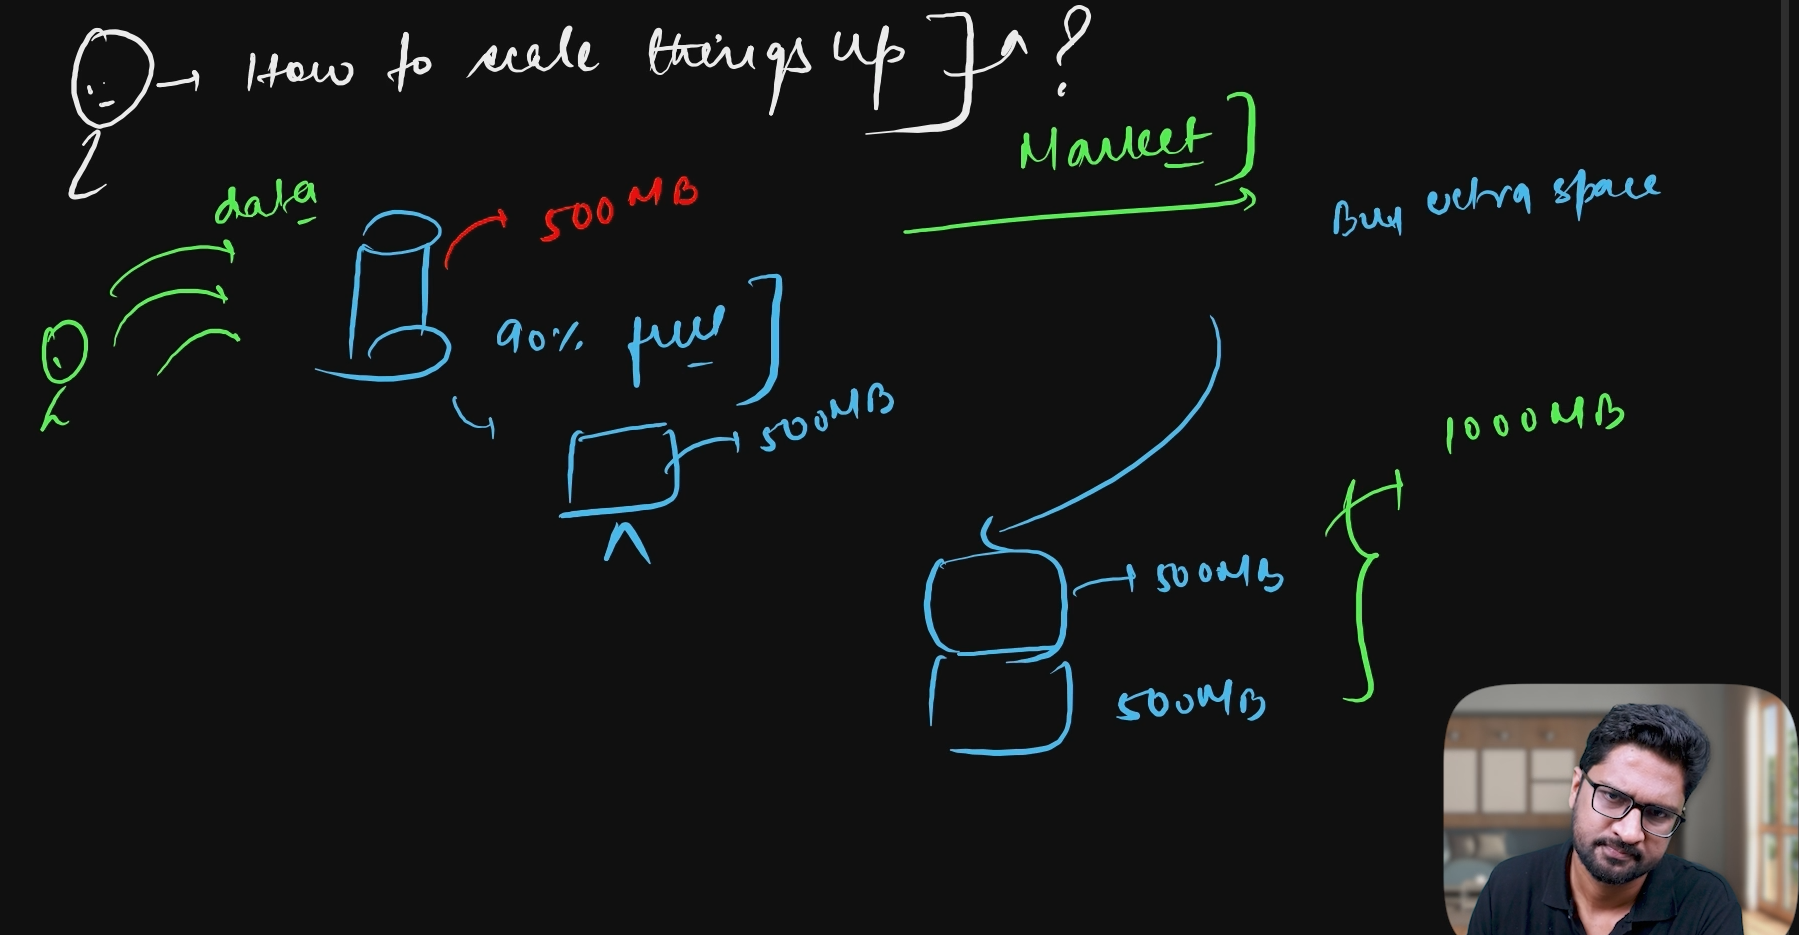 How to scale things up ?
Market
data
500MB
Buy extra space
90% full
500MB
1000MB
500MB
500MB